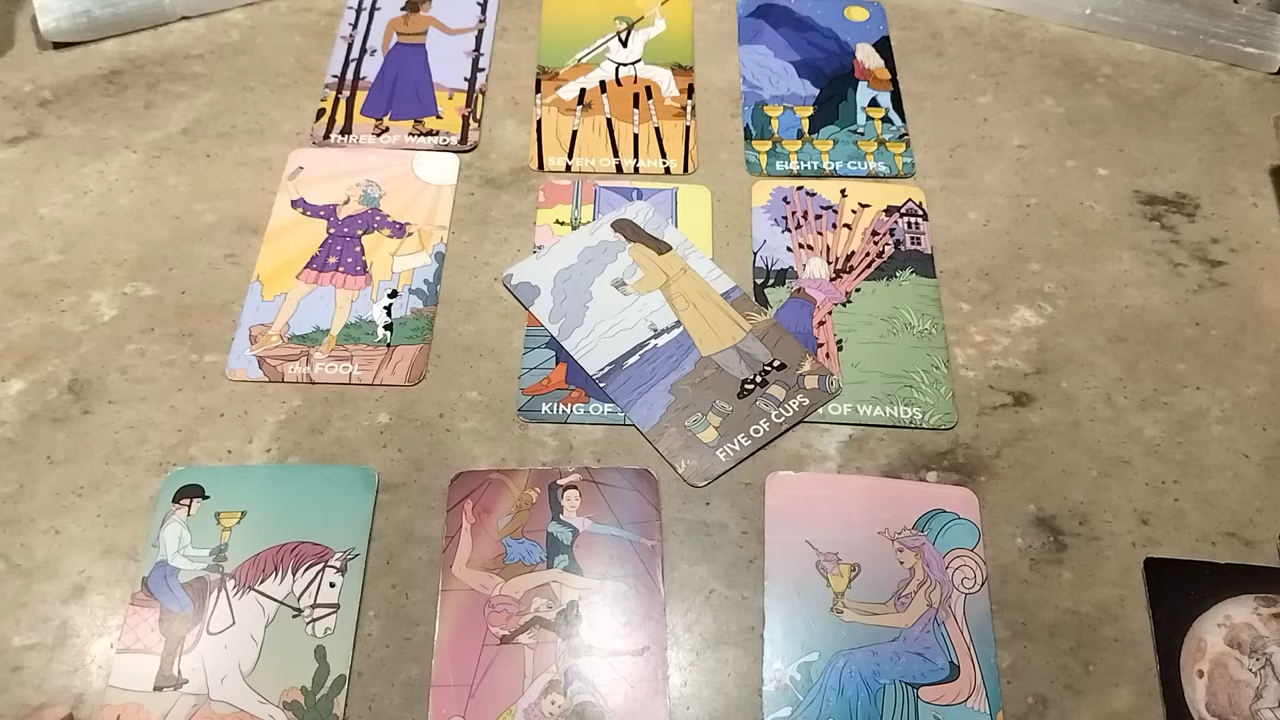 THREE OF WANDS
SEVEN OF WANDS
EIGHT OF CUPS
the FOOL
KING OF
FIVE OF CUPS
OF WANDS